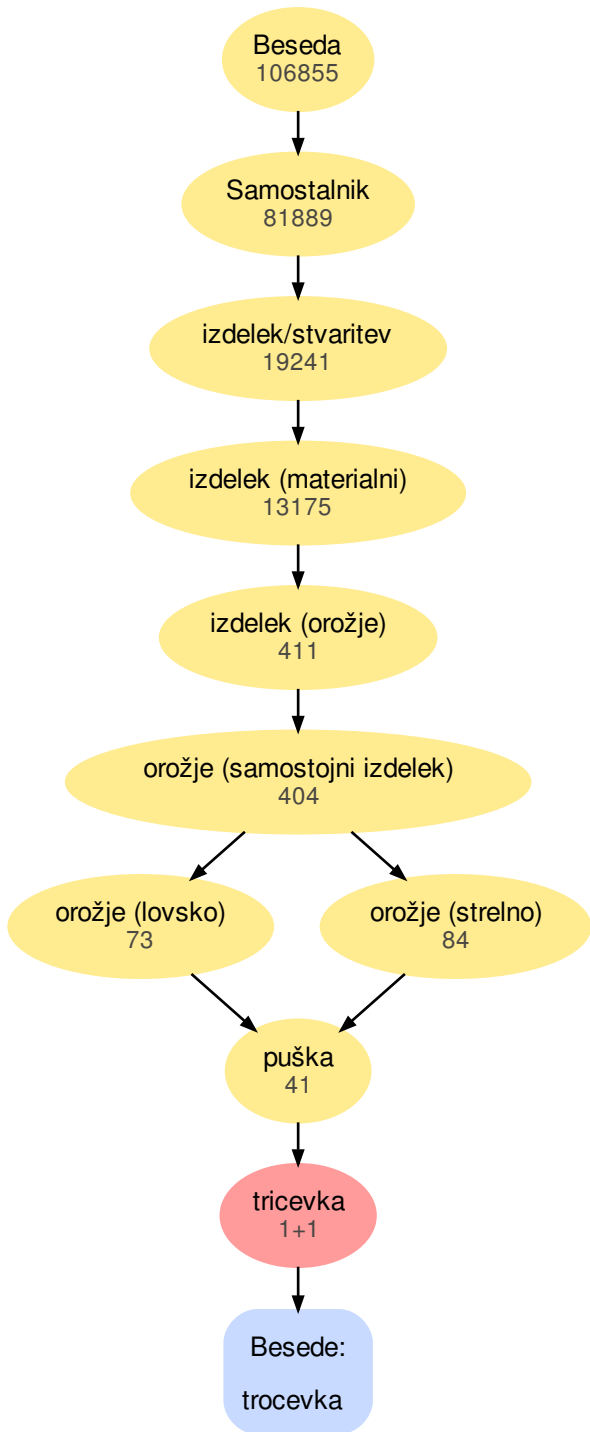 Beseda
106855
Samostalnik
81889
izdelek/stvaritev
19241
izdelek (materialni)
13175
izdelek (orožje)
411
orožje (samostojni izdelek)
404
orožje (lovsko)
73
orožje (strelno)
84
puška
41
tricevka
1+1
Besede:
trocevka